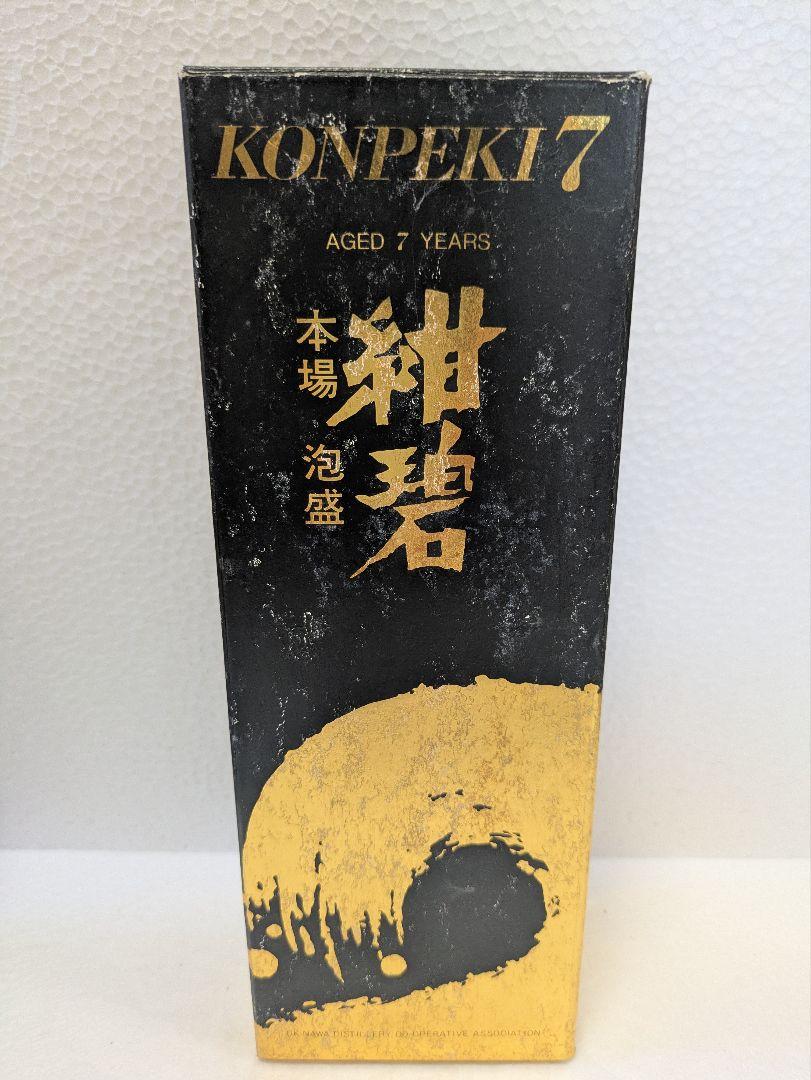 KONPEKI 7
AGED 7 YEARS
紺碧
本場 泡盛
OKINAWA DISTILLERY CO-OPERATIVE ASSOCIATION